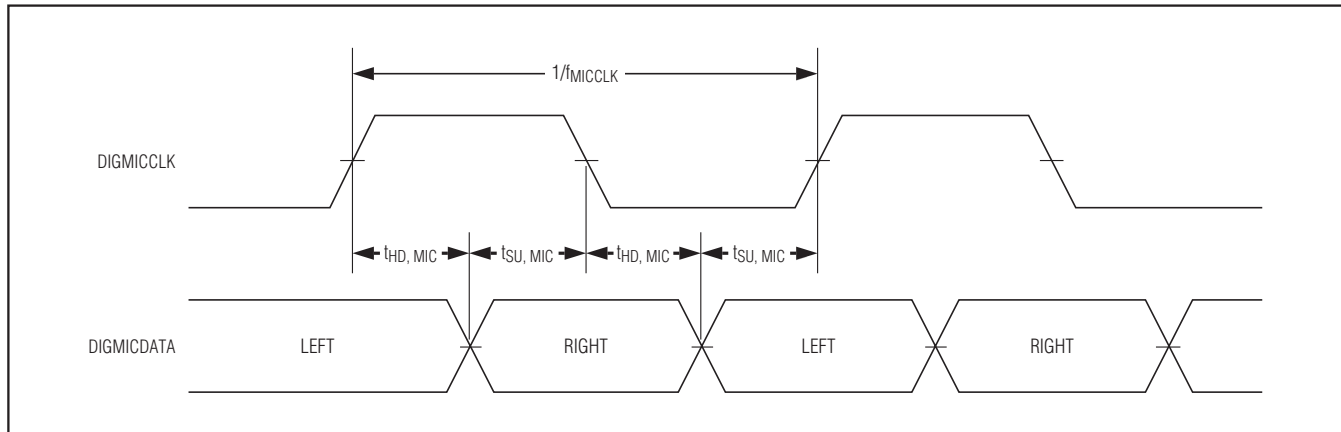 1/fMICCLK
DIGMICCLK
tHD, MIC tSU, MIC tHD, MIC tSU, MIC
DIGMICDATA LEFT RIGHT LEFT RIGHT